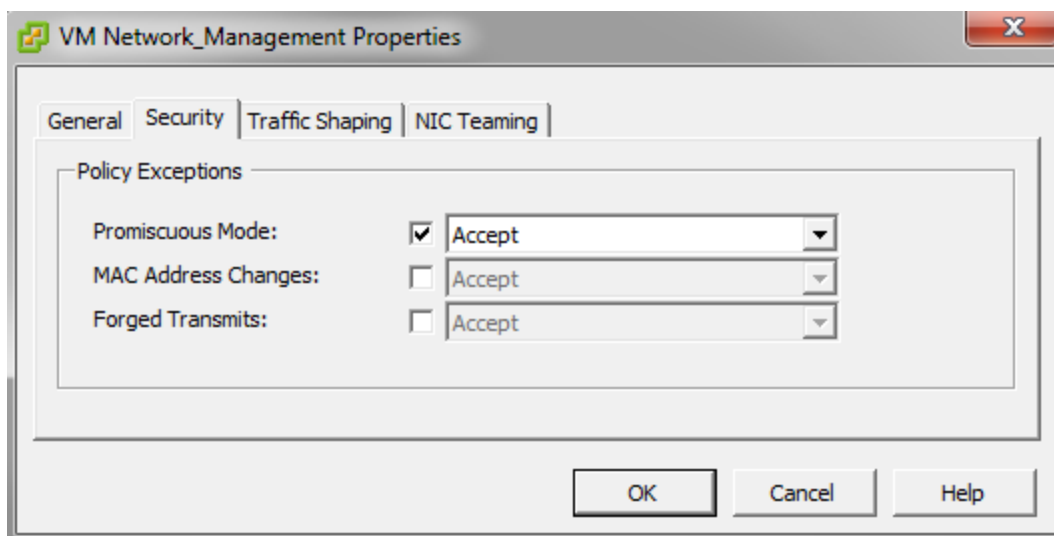 VM Network_Management Properties
General Security Traffic Shaping NIC Teaming
Policy Exceptions
Promiscuous Mode: Accept
MAC Address Changes: Accept
Forged Transmits: Accept
OK Cancel Help